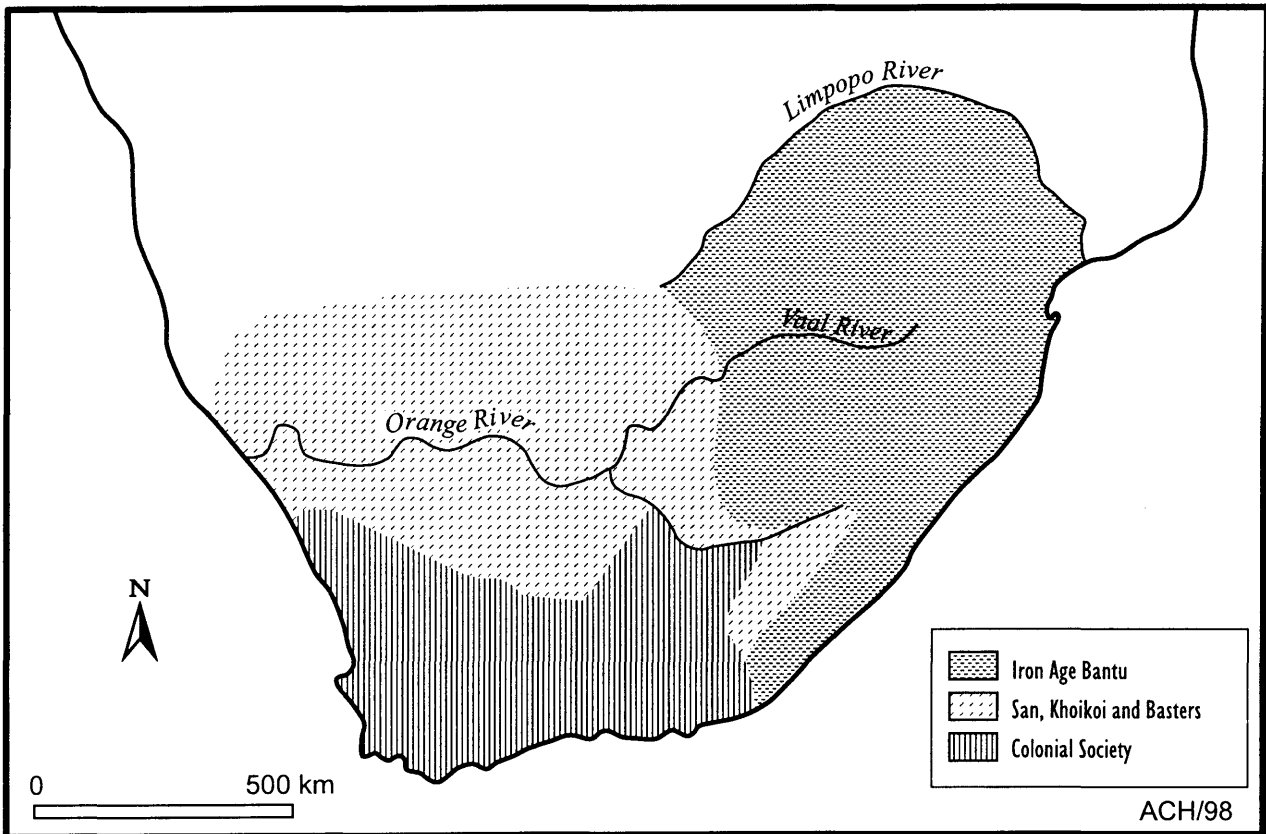 Limpopo River
Vaal River
Orange River
N
Iron Age Bantu
San, Khoikoi and Basters
Colonial Society
0 500 km
ACH/98